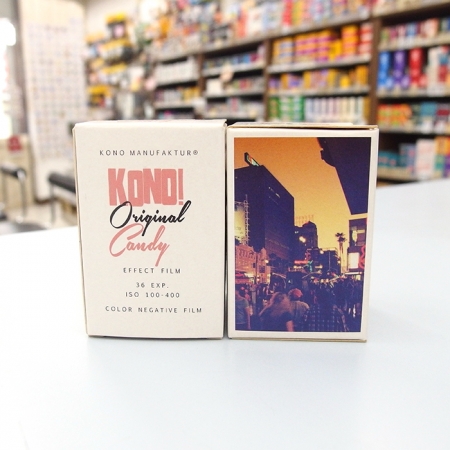 KONO MANUFAKTUR®
KONO!
Original
Candy
EFFECT FILM
36 EXP.
ISO 100-400
COLOR NEGATIVE FILM